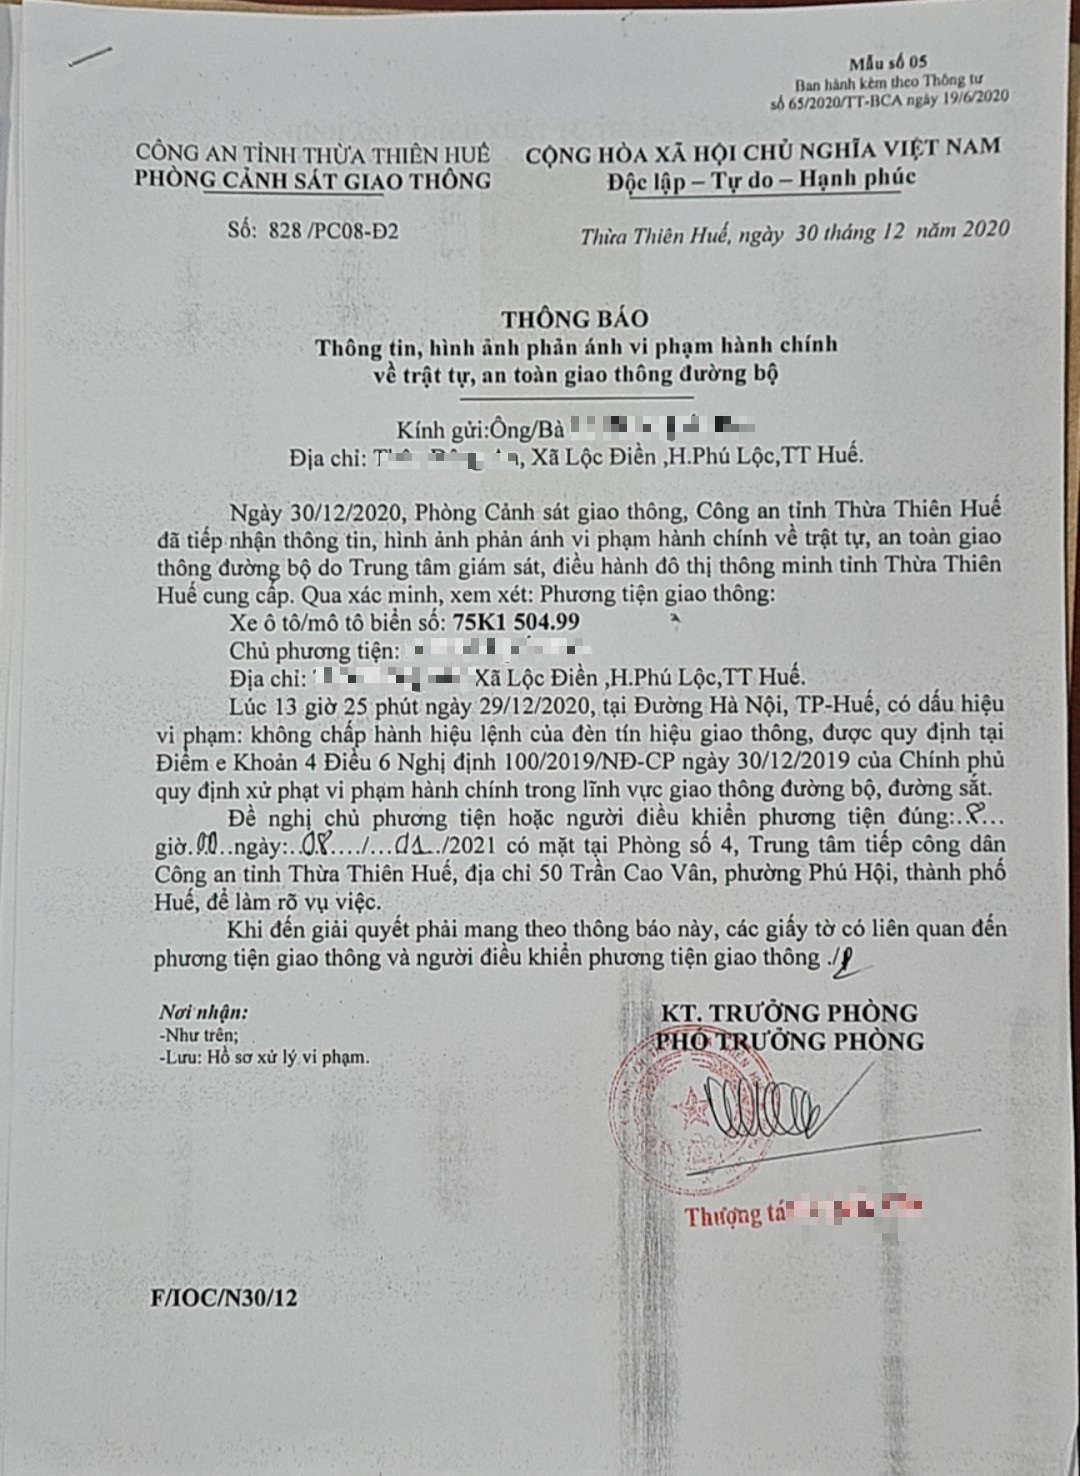 Mẫu số 05
Ban hành kèm theo Thông tư
số 65/2020/TT-BCA ngày 19/6/2020
CÔNG AN TỈNH THỪA THIÊN HUẾ
PHÒNG CẢNH SÁT GIAO THÔNG
CỘNG HÒA XÃ HỘI CHỦ NGHĨA VIỆT NAM
Độc lập – Tự do – Hạnh phúc
Số: 828 /PC08-Đ2
Thừa Thiên Huế, ngày 30 tháng 12 năm 2020
THÔNG BÁO
Thông tin, hình ảnh phản ánh vi phạm hành chính
về trật tự, an toàn giao thông đường bộ
Kính gửi:Ông/Bà
Địa chỉ: , Xã Lộc Điền ,H.Phú Lộc,TT Huế.
Ngày 30/12/2020, Phòng Cảnh sát giao thông, Công an tỉnh Thừa Thiên Huế
đã tiếp nhận thông tin, hình ảnh phản ánh vi phạm hành chính về trật tự, an toàn giao
thông đường bộ do Trung tâm giám sát, điều hành đô thị thông minh tỉnh Thừa Thiên
Huế cung cấp. Qua xác minh, xem xét: Phương tiện giao thông:
Xe ô tô/mô tô biển số: 75K1 504.99
Chủ phương tiện:
Địa chỉ: Xã Lộc Điền ,H.Phú Lộc,TT Huế.
Lúc 13 giờ 25 phút ngày 29/12/2020, tại Đường Hà Nội, TP-Huế, có dấu hiệu
vi phạm: không chấp hành hiệu lệnh của đèn tín hiệu giao thông, được quy định tại
Điểm e Khoản 4 Điều 6 Nghị định 100/2019/NĐ-CP ngày 30/12/2019 của Chính phủ
quy định xử phạt vi phạm hành chính trong lĩnh vực giao thông đường bộ, đường sắt.
Đề nghị chủ phương tiện hoặc người điều khiển phương tiện đúng:..8...
giờ.00..ngày:..08..../...01../2021 có mặt tại Phòng số 4, Trung tâm tiếp công dân
Công an tỉnh Thừa Thiên Huế, địa chỉ 50 Trần Cao Vân, phường Phú Hội, thành phố
Huế, để làm rõ vụ việc.
Khi đến giải quyết phải mang theo thông báo này, các giấy tờ có liên quan đến
phương tiện giao thông và người điều khiển phương tiện giao thông ./
Nơi nhận:
-Như trên;
-Lưu: Hồ sơ xử lý vi phạm.
KT. TRƯỞNG PHÒNG
PHÓ TRƯỞNG PHÒNG
Thượng tá
F/IOC/N30/12